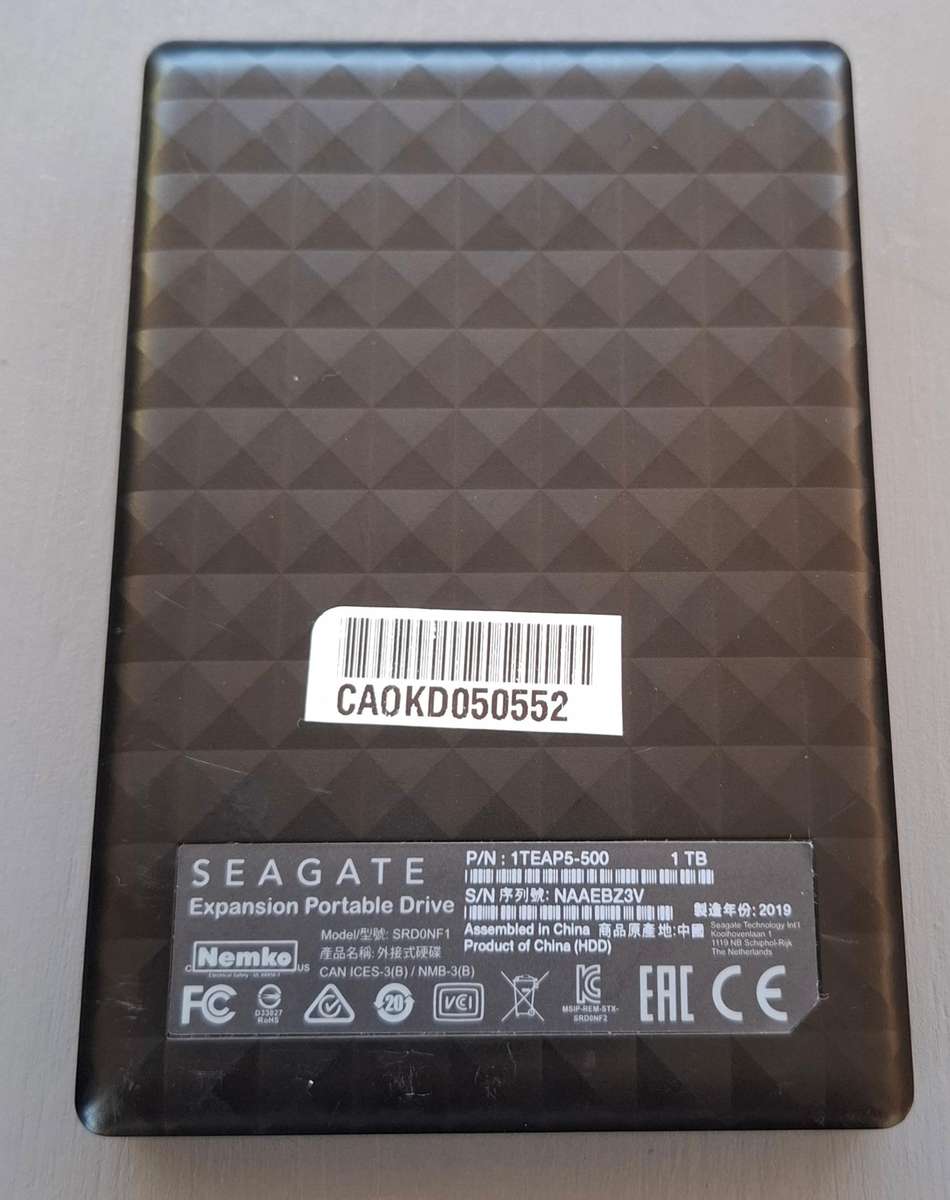 CA0KD050552
SEAGATE
Expansion Portable Drive
P/N : 1TEAP5-500 1 TB
S/N 序列號: NAAEBZ3V
製造年份: 2019
Assembled in China 商品原產地:中國
Product of China (HDD)
Seagate Technology Int'l
Koolhovenlaan 1
1119 NB Schiphol-Rijk
The Netherlands
Model/型號: SRD0NF1
產品名稱: 外接式硬碟
CAN ICES-3(B) / NMB-3(B)
c Nemko US
FC
D33027
RoHS
20
VCI
MSIP-REM-STX-
SRD0NF2
EAC
CE